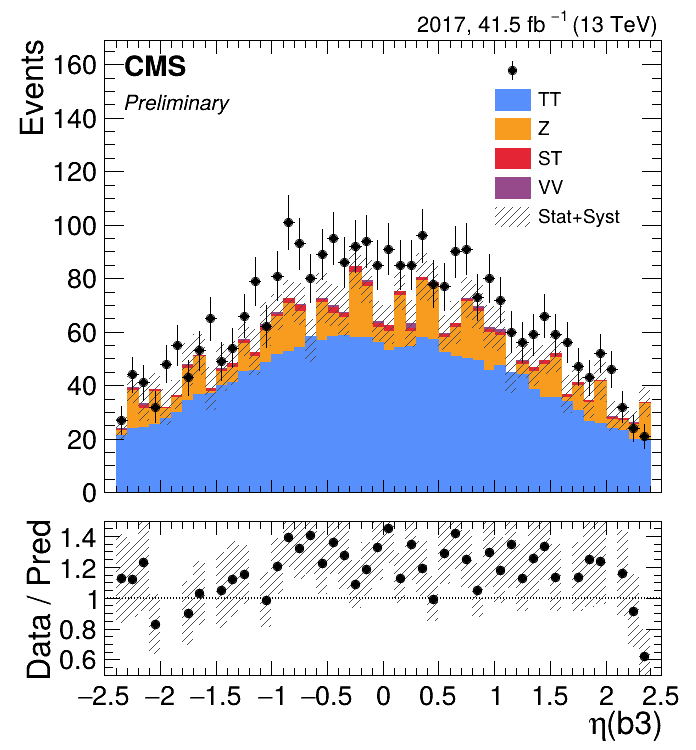 2017, 41.5 fb⁻¹ (13 TeV)
Events
160
140
120
100
80
60
40
20
0
CMS
Preliminary
TT
Z
ST
VV
Stat+Syst
Data / Pred
1.4
1.2
1
0.8
0.6
−2.5 −2 −1.5 −1 −0.5 0 0.5 1 1.5 2 2.5
η(b3)